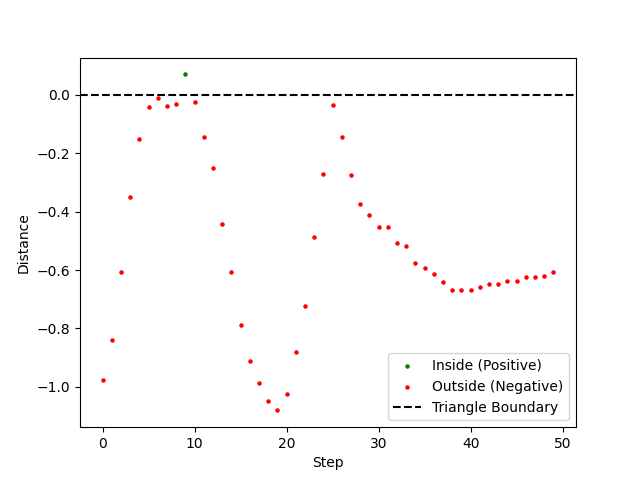 0.0
−0.2
−0.4
−0.6
−0.8
−1.0
Distance
Inside (Positive)
Outside (Negative)
Triangle Boundary
0 10 20 30 40 50
Step